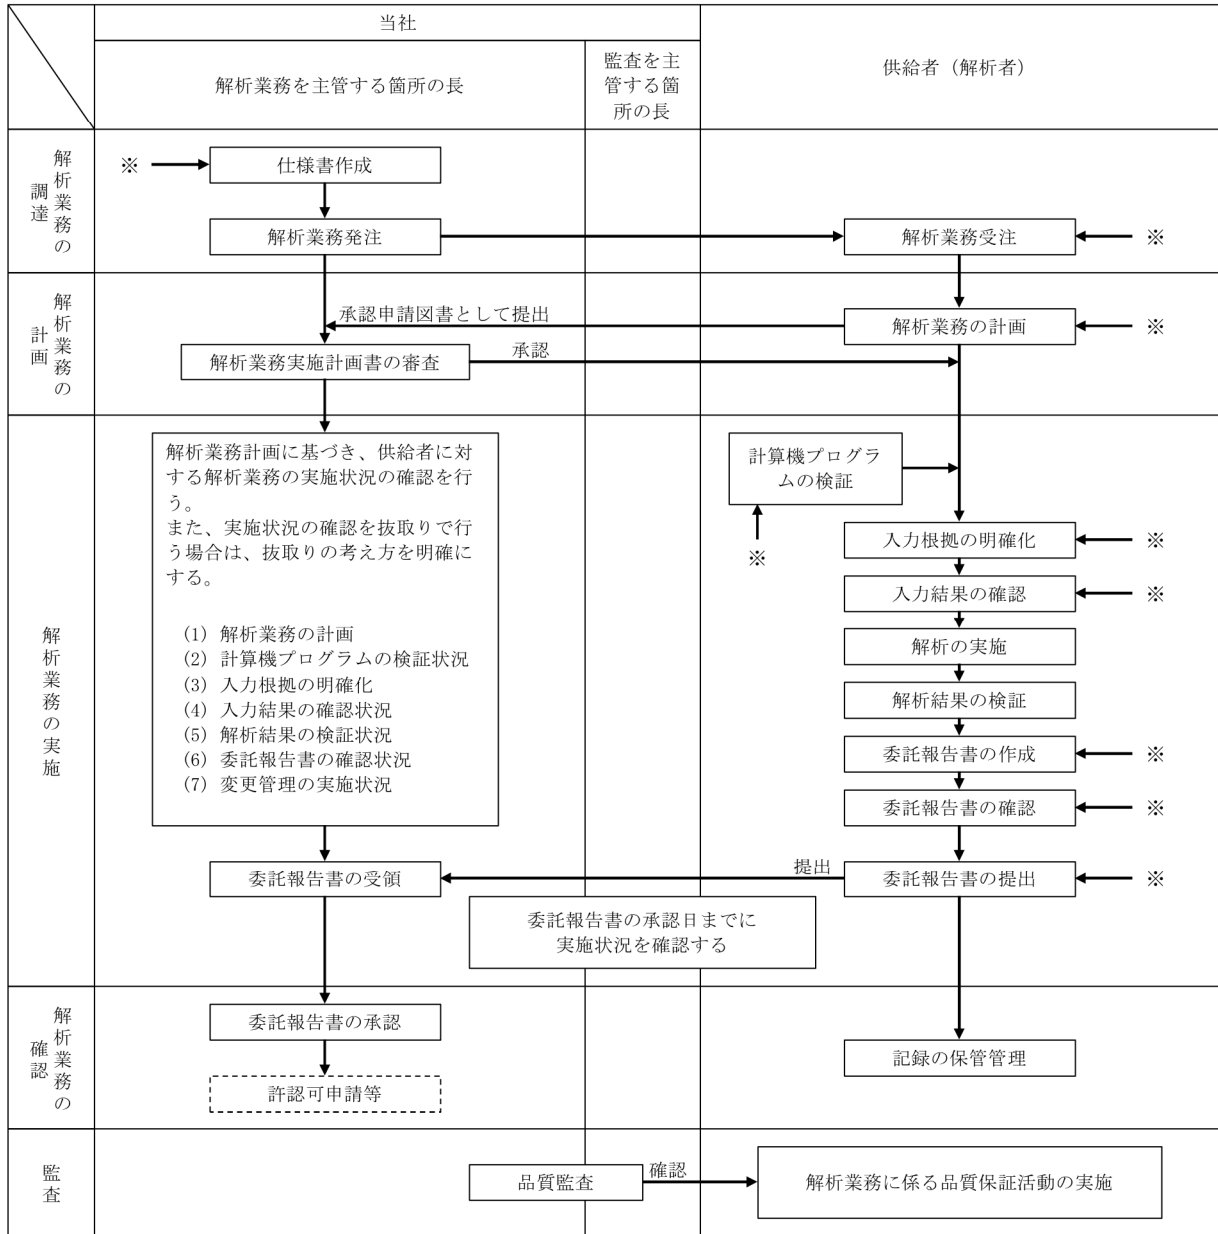 当社
解析業務を主管する箇所の長
監査を主
管する箇
所の長
供給者（解析者）
解析業務の
調達
※
仕様書作成
解析業務発注
解析業務受注
※
解析業務の
計画
承認申請図書として提出
解析業務の計画
※
解析業務実施計画書の審査
承認
解析業務の実施
解析業務計画に基づき、供給者に対
する解析業務の実施状況の確認を行
う。
また、実施状況の確認を抜取りで行
う場合は、抜取りの考え方を明確に
する。
(1) 解析業務の計画
(2) 計算機プログラムの検証状況
(3) 入力根拠の明確化
(4) 入力結果の確認状況
(5) 解析結果の検証状況
(6) 委託報告書の確認状況
(7) 変更管理の実施状況
計算機プログラ
ムの検証
※
入力根拠の明確化
※
入力結果の確認
※
解析の実施
解析結果の検証
委託報告書の作成
※
委託報告書の確認
※
委託報告書の受領
提出
委託報告書の提出
※
委託報告書の承認日までに
実施状況を確認する
解析業務の
確認
委託報告書の承認
記録の保管管理
許認可申請等
監査
品質監査
確認
解析業務に係る品質保証活動の実施